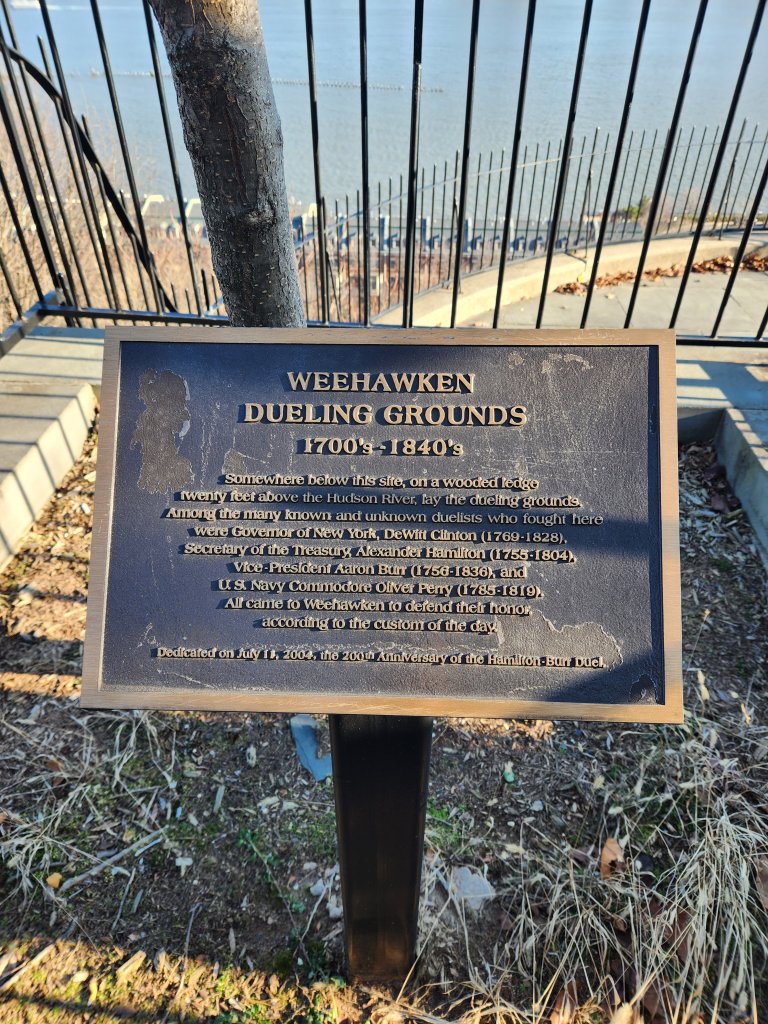 WEEHAWKEN
DUELING GROUNDS
1700's - 1840's
Somewhere below this site, on a wooded ledge
twenty feet above the Hudson River, lay the dueling grounds.
Among the many known and unknown duelists who fought here
were Governor of New York, DeWitt Clinton (1769-1828),
Secretary of the Treasury, Alexander Hamilton (1755-1804),
Vice-President Aaron Burr (1756-1836), and
U. S. Navy Commodore Oliver Perry (1785-1819).
All came to Weehawken to defend their honor,
according to the custom of the day.
Dedicated on July 11, 2004, the 200th Anniversary of the Hamilton-Burr Duel.